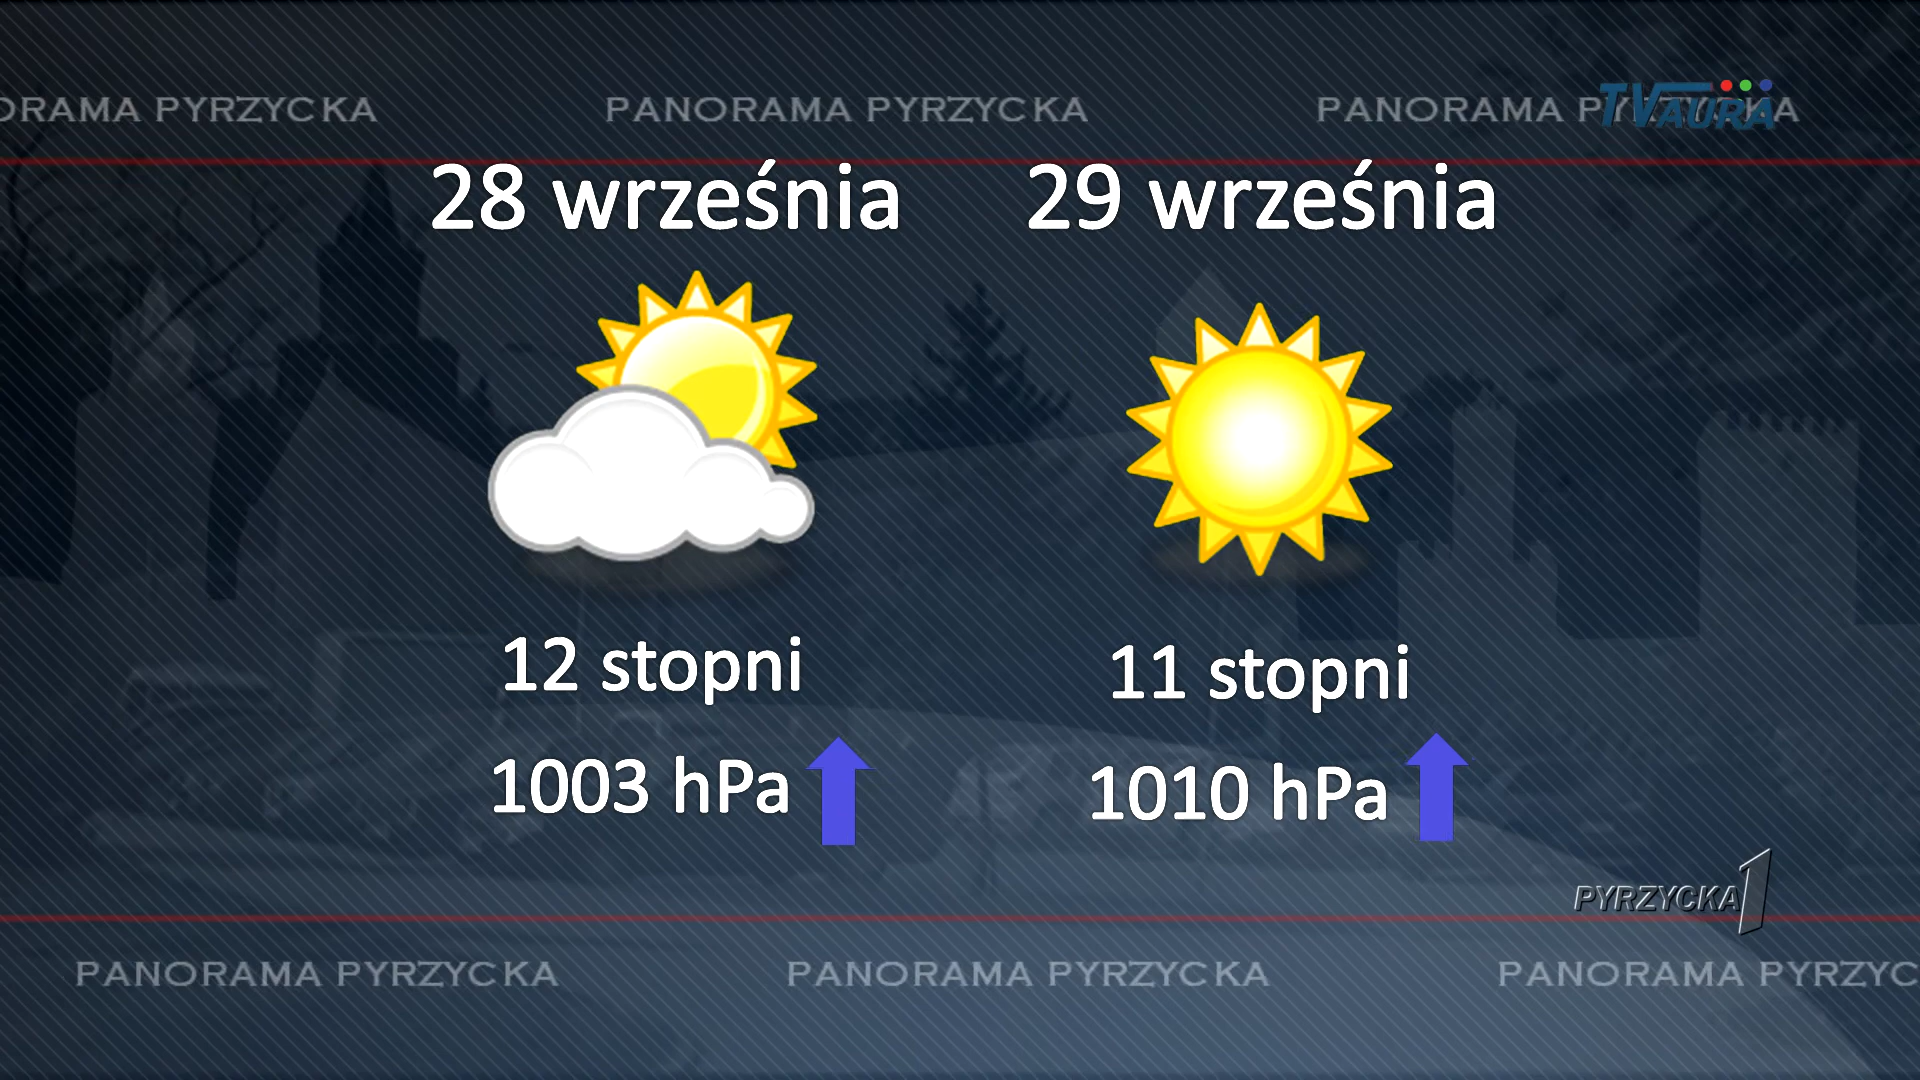 ORAMA PYRZYCKA PANORAMA PYRZYCKA PANORAMA PYRZYCKA
TVAURA
28 września 29 września
12 stopni 11 stopni
1003 hPa 1010 hPa
PYRZYCKA1
PANORAMA PYRZYCKA PANORAMA PYRZYCKA PANORAMA PYRZYC